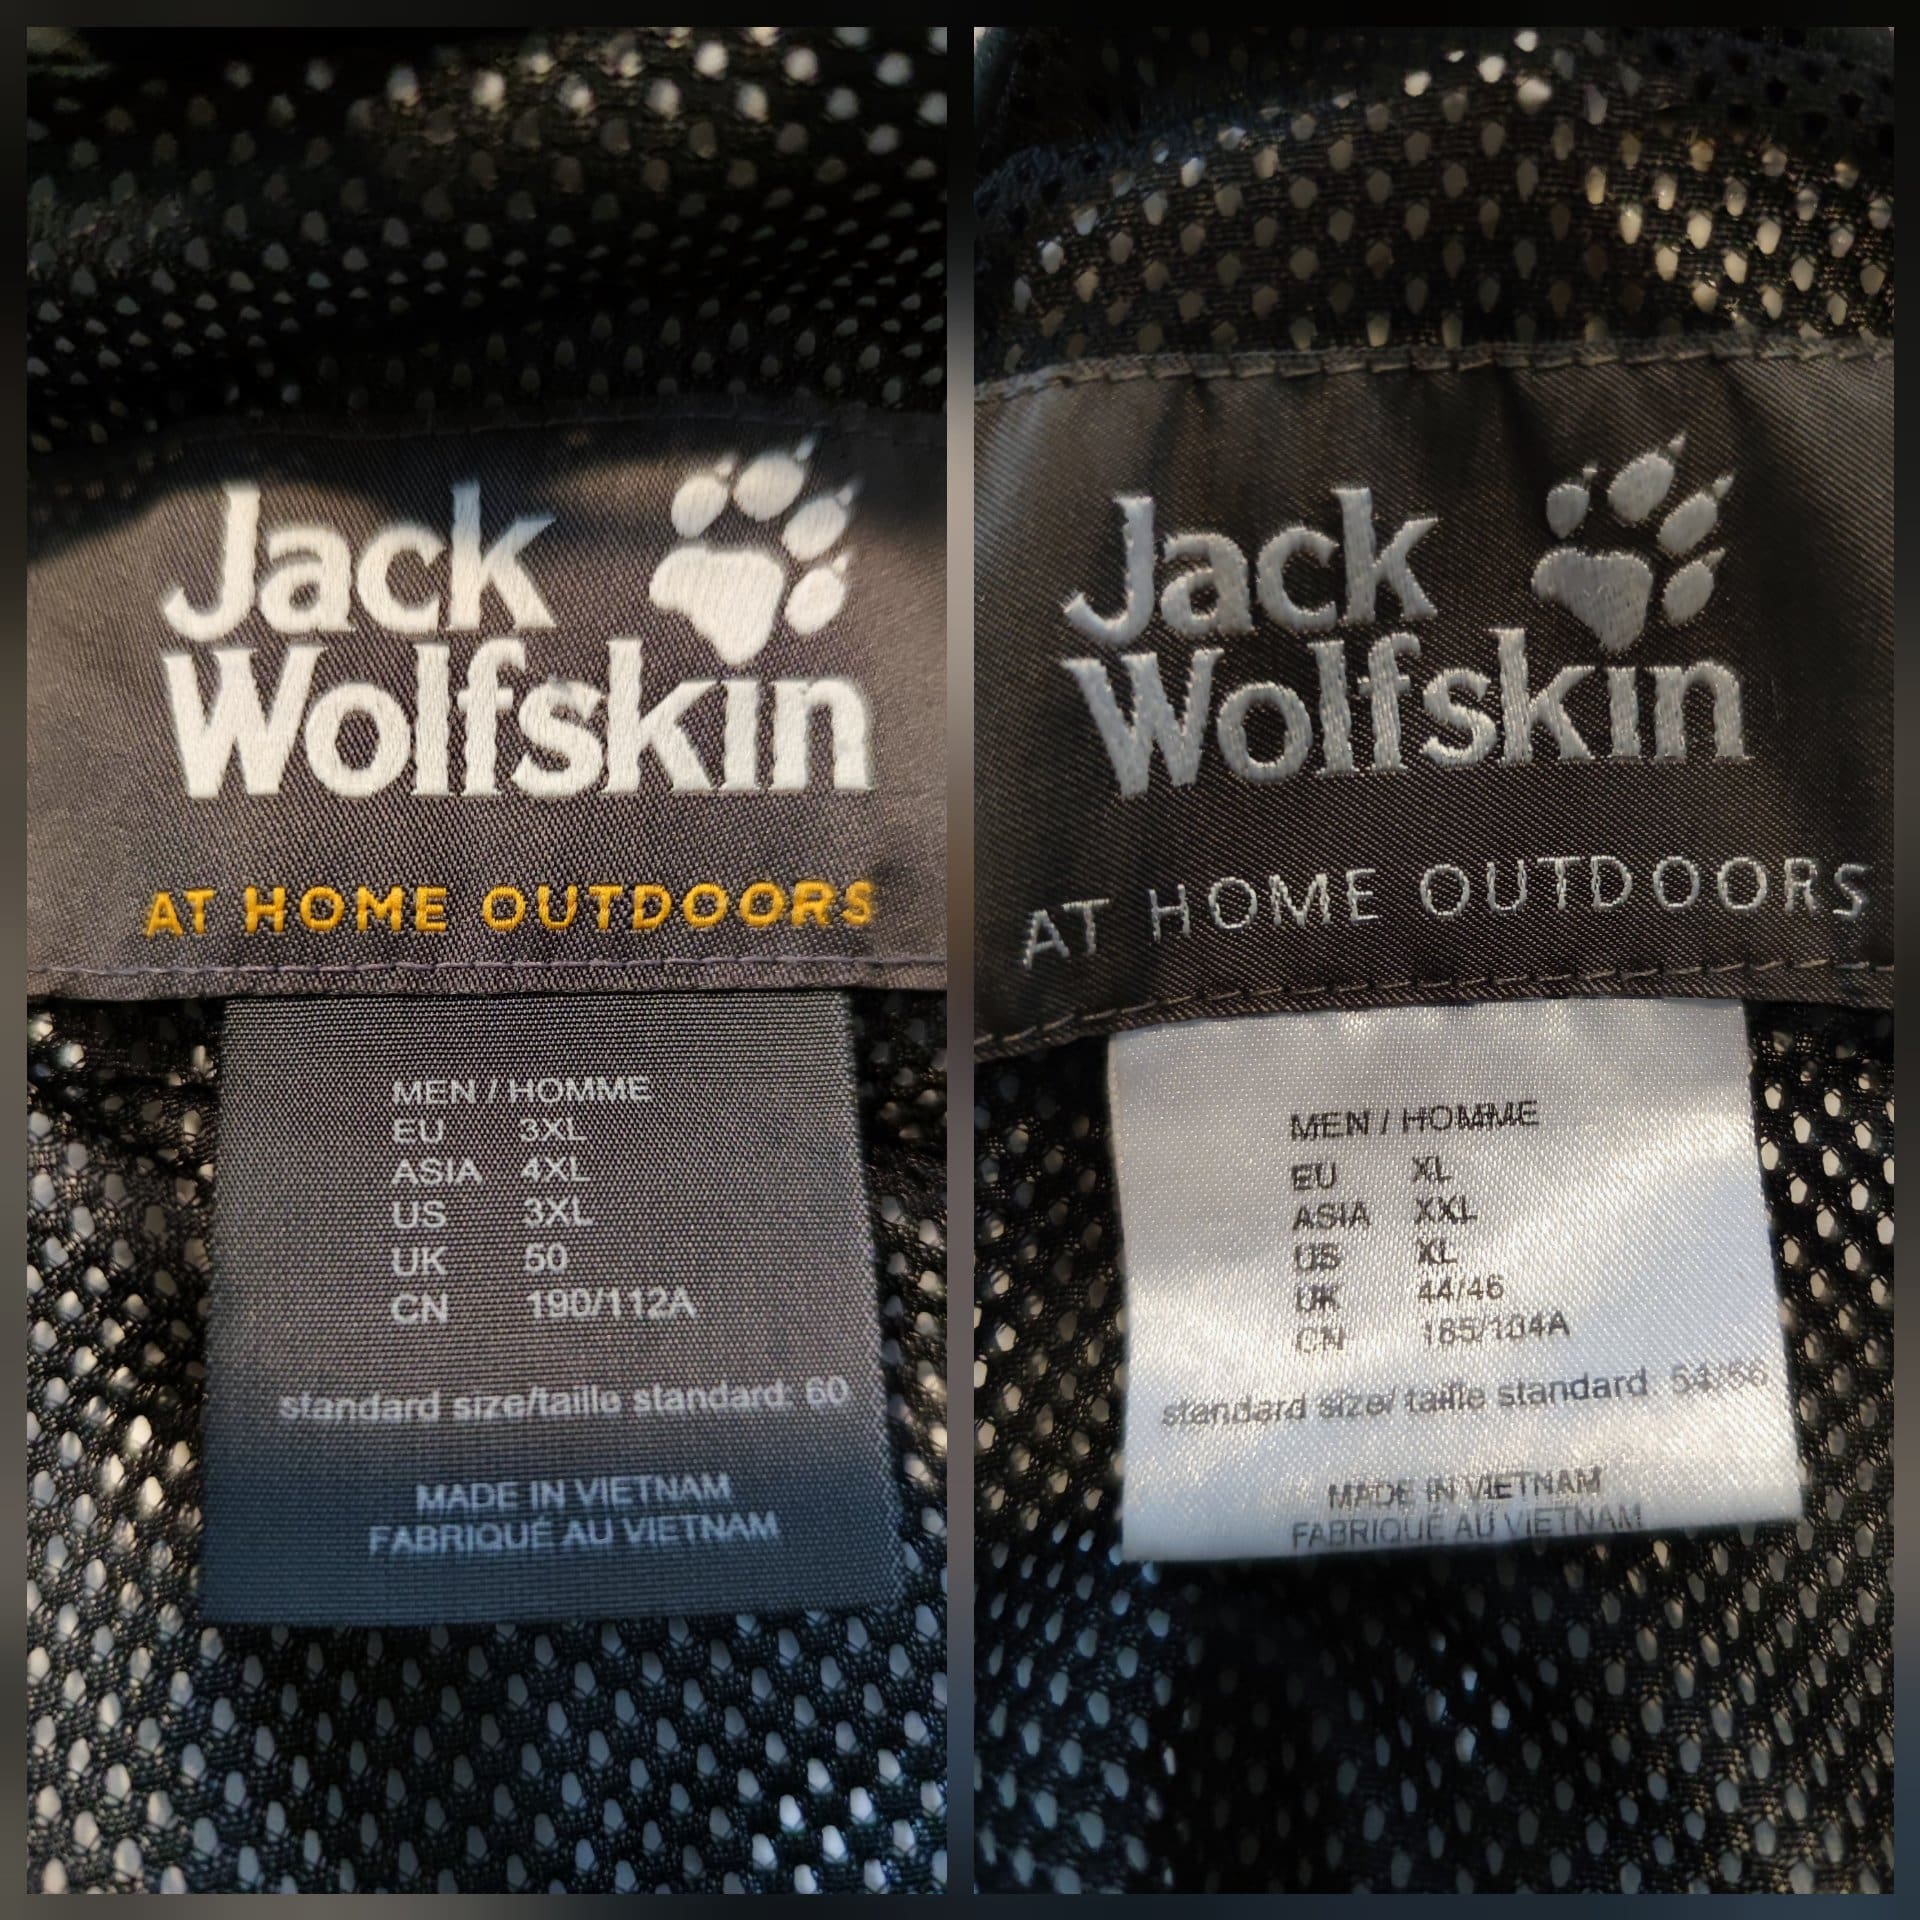 Jack
Wolfskin
AT HOME OUTDOORS
MEN / HOMME
EU 3XL
ASIA 4XL
US 3XL
UK 50
CN 190/112A
standard size/taille standard: 60
MADE IN VIETNAM
FABRIQUÉ AU VIETNAM
Jack
Wolfskin
AT HOME OUTDOORS
MEN / HOMME
EU XL
ASIA XXL
US XL
UK 44/46
CN 185/104A
standard size/ taille standard: 54/56
MADE IN VIETNAM
FABRIQUÉ AU VIETNAM